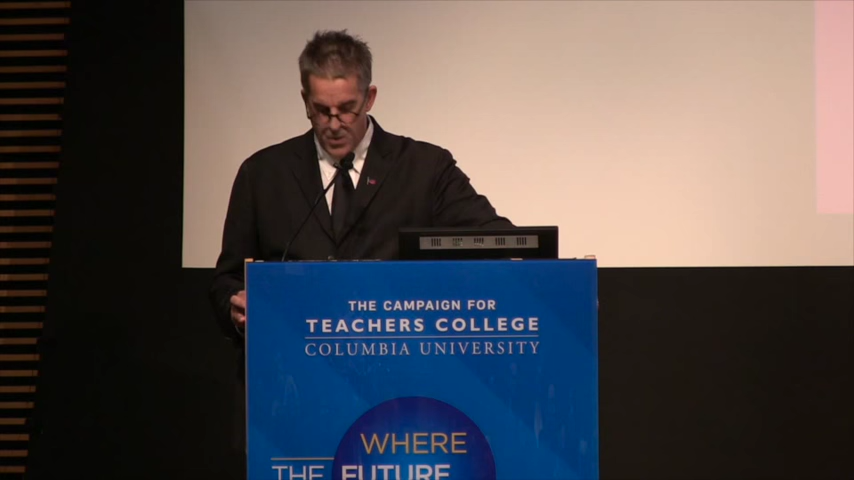 THE CAMPAIGN FOR
TEACHERS COLLEGE
COLUMBIA UNIVERSITY
WHERE
THE FUTURE